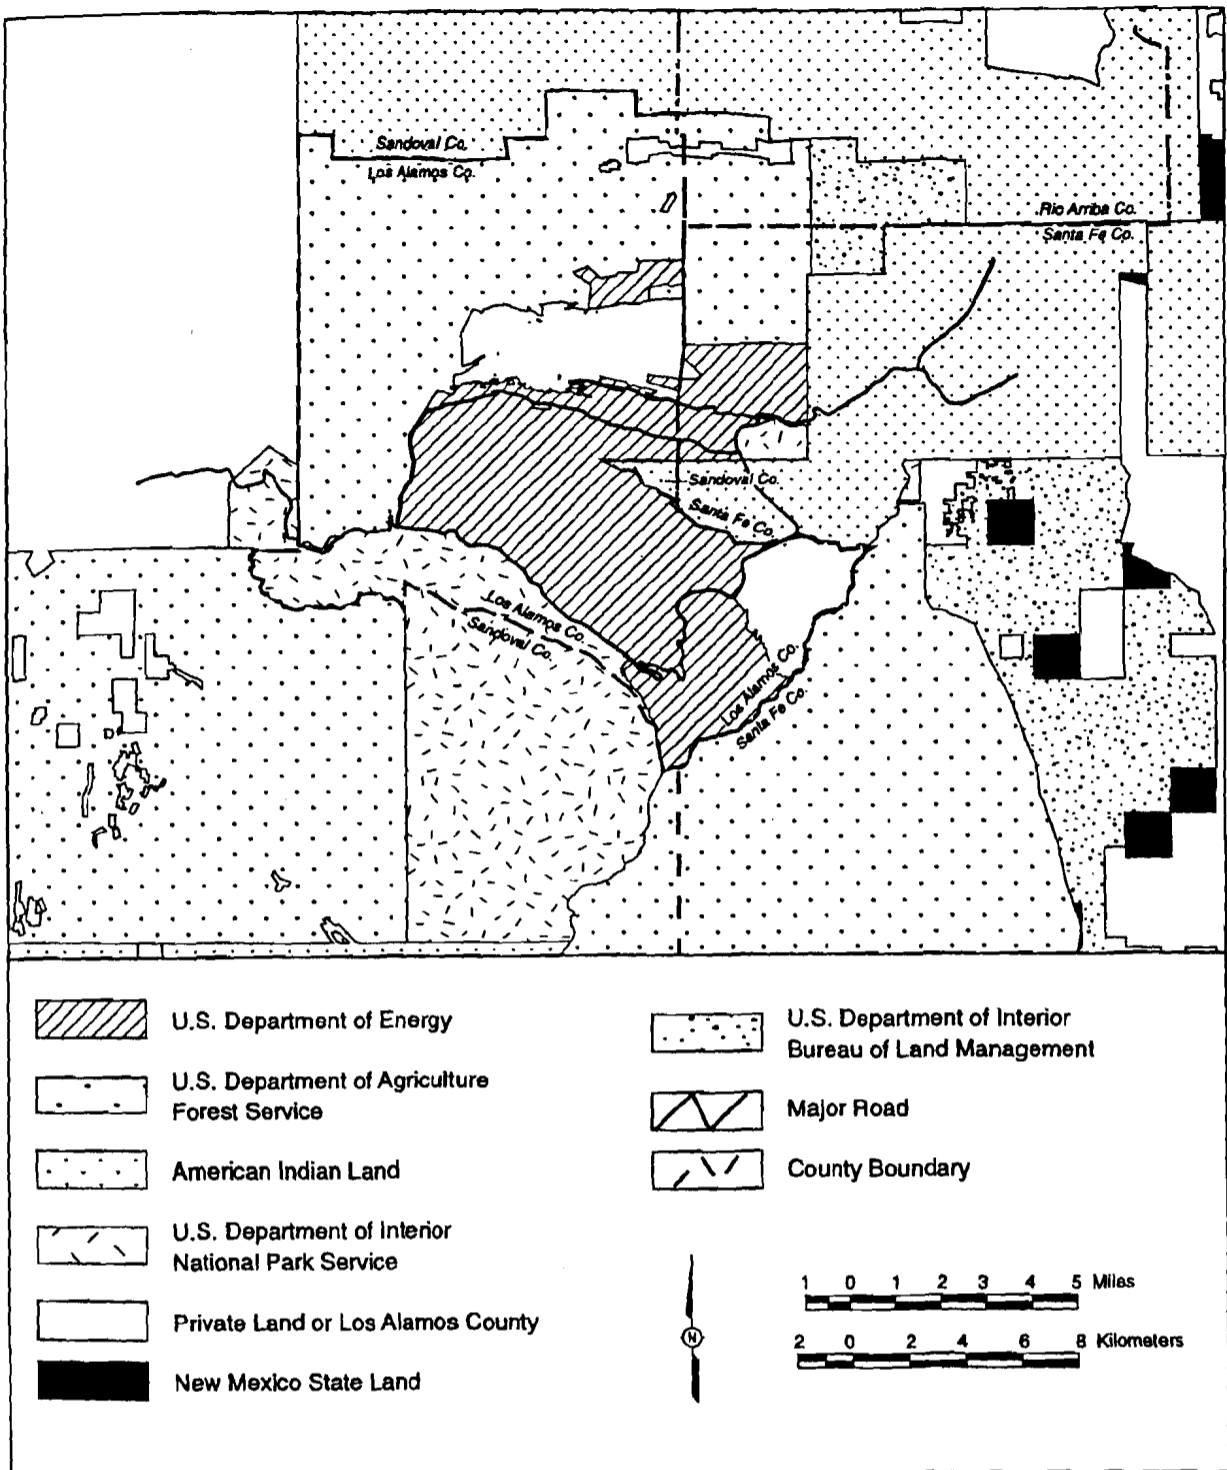 Sandoval Co.
Los Alamos Co.
Rio Arriba Co.
Santa Fe Co.
Sandoval Co.
Santa Fe Co.
Los Alamos Co.
Sandoval Co.
Los Alamos Co.
Santa Fe Co.
U.S. Department of Energy
U.S. Department of Agriculture
Forest Service
American Indian Land
U.S. Department of Interior
National Park Service
Private Land or Los Alamos County
New Mexico State Land
U.S. Department of Interior
Bureau of Land Management
Major Road
County Boundary
N
1 0 1 2 3 4 5 Miles
2 0 2 4 6 8 Kilometers